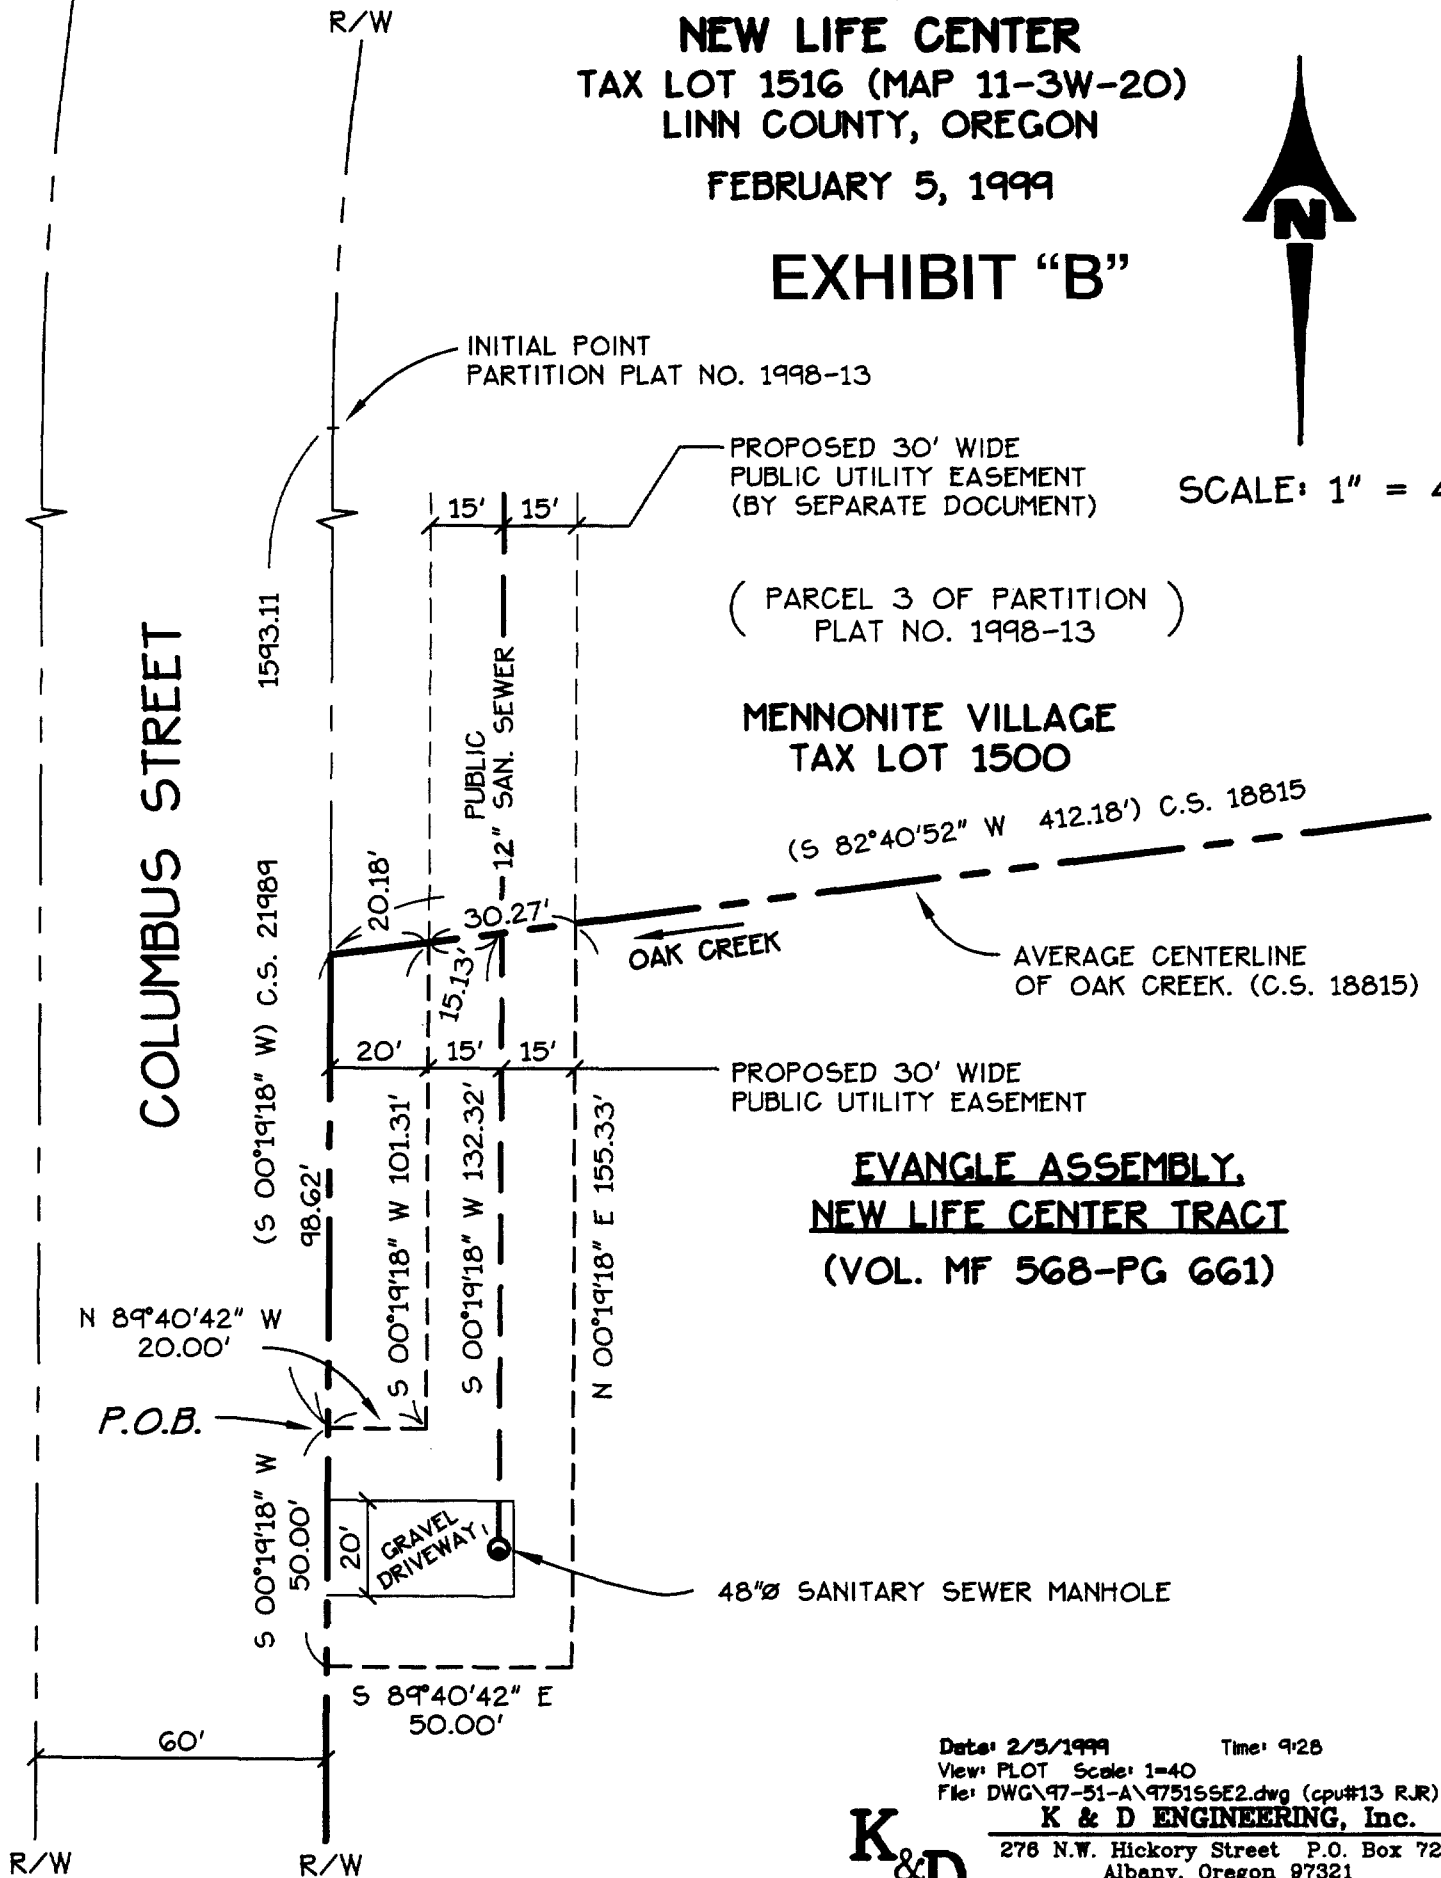 R/W
NEW LIFE CENTER
TAX LOT 1516 (MAP 11-3W-20)
LINN COUNTY, OREGON
FEBRUARY 5, 1999
EXHIBIT “B”
N
SCALE: 1" = 4
INITIAL POINT
PARTITION PLAT NO. 1998-13
PROPOSED 30' WIDE
PUBLIC UTILITY EASEMENT
(BY SEPARATE DOCUMENT)
15' 15'
1593.11
( PARCEL 3 OF PARTITION )
PLAT NO. 1998-13
COLUMBUS STREET
PUBLIC
12" SAN. SEWER
MENNONITE VILLAGE
TAX LOT 1500
(S 82°40'52" W 412.18') C.S. 18815
20.18'
30.27'
15.13'
OAK CREEK
AVERAGE CENTERLINE
OF OAK CREEK. (C.S. 18815)
(S 00°19'18" W) C.S. 21989
98.62'
20' 15' 15'
PROPOSED 30' WIDE
PUBLIC UTILITY EASEMENT
S 00°19'18" W 101.31'
S 00°19'18" W 132.32'
N 00°19'18" E 155.33'
EVANGLE ASSEMBLY,
NEW LIFE CENTER TRACT
(VOL. MF 568-PG 661)
N 89°40'42" W
20.00'
P.O.B.
S 00°19'18" W
50.00'
20'
GRAVEL
DRIVEWAY
48"Ø SANITARY SEWER MANHOLE
S 89°40'42" E
50.00'
60'
R/W
R/W
Date: 2/5/1999 Time: 9:28
View: PLOT Scale: 1=40
File: DWG\97-51-A\9751SSE2.dwg (cpu#13 RJR)
K & D ENGINEERING, Inc.
276 N.W. Hickory Street P.O. Box 72
Albany, Oregon 97321
K
&D